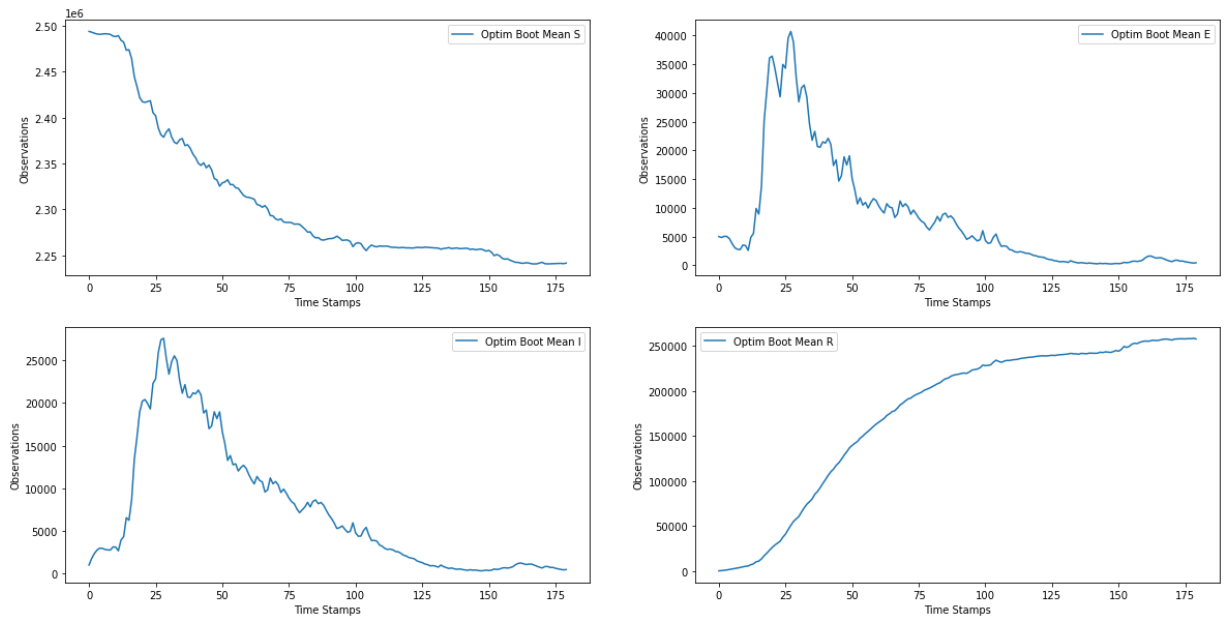 1e6
Optim Boot Mean S
2.50
2.45
2.40
2.35
2.30
2.25
Observations
0 25 50 75 100 125 150 175
Time Stamps
Optim Boot Mean E
40000
35000
30000
25000
20000
15000
10000
5000
0
Observations
0 25 50 75 100 125 150 175
Time Stamps
Optim Boot Mean I
25000
20000
15000
10000
5000
0
Observations
0 25 50 75 100 125 150 175
Time Stamps
Optim Boot Mean R
250000
200000
150000
100000
50000
0
Observations
0 25 50 75 100 125 150 175
Time Stamps